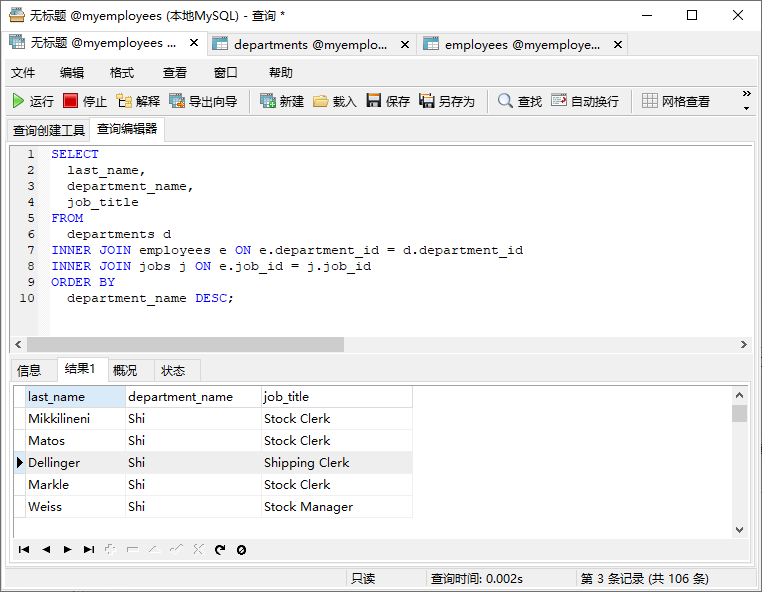 无标题 @myemployees (本地MySQL) - 查询 *
无标题 @myemployees ... departments @myemplo... employees @myemploye...
文件 编辑 格式 查看 窗口 帮助
运行 停止 解释 导出向导 新建 载入 保存 另存为 查找 自动换行 网格查看
查询创建工具 查询编辑器
1 SELECT
2 last_name,
3 department_name,
4 job_title
5 FROM
6 departments d
7 INNER JOIN employees e ON e.department_id = d.department_id
8 INNER JOIN jobs j ON e.job_id = j.job_id
9 ORDER BY
10 department_name DESC;
信息 结果1 概况 状态
last_name department_name job_title
Mikkilineni Shi Stock Clerk
Matos Shi Stock Clerk
Dellinger Shi Shipping Clerk
Markle Shi Stock Clerk
Weiss Shi Stock Manager
只读 查询时间: 0.002s 第 3 条记录 (共 106 条)